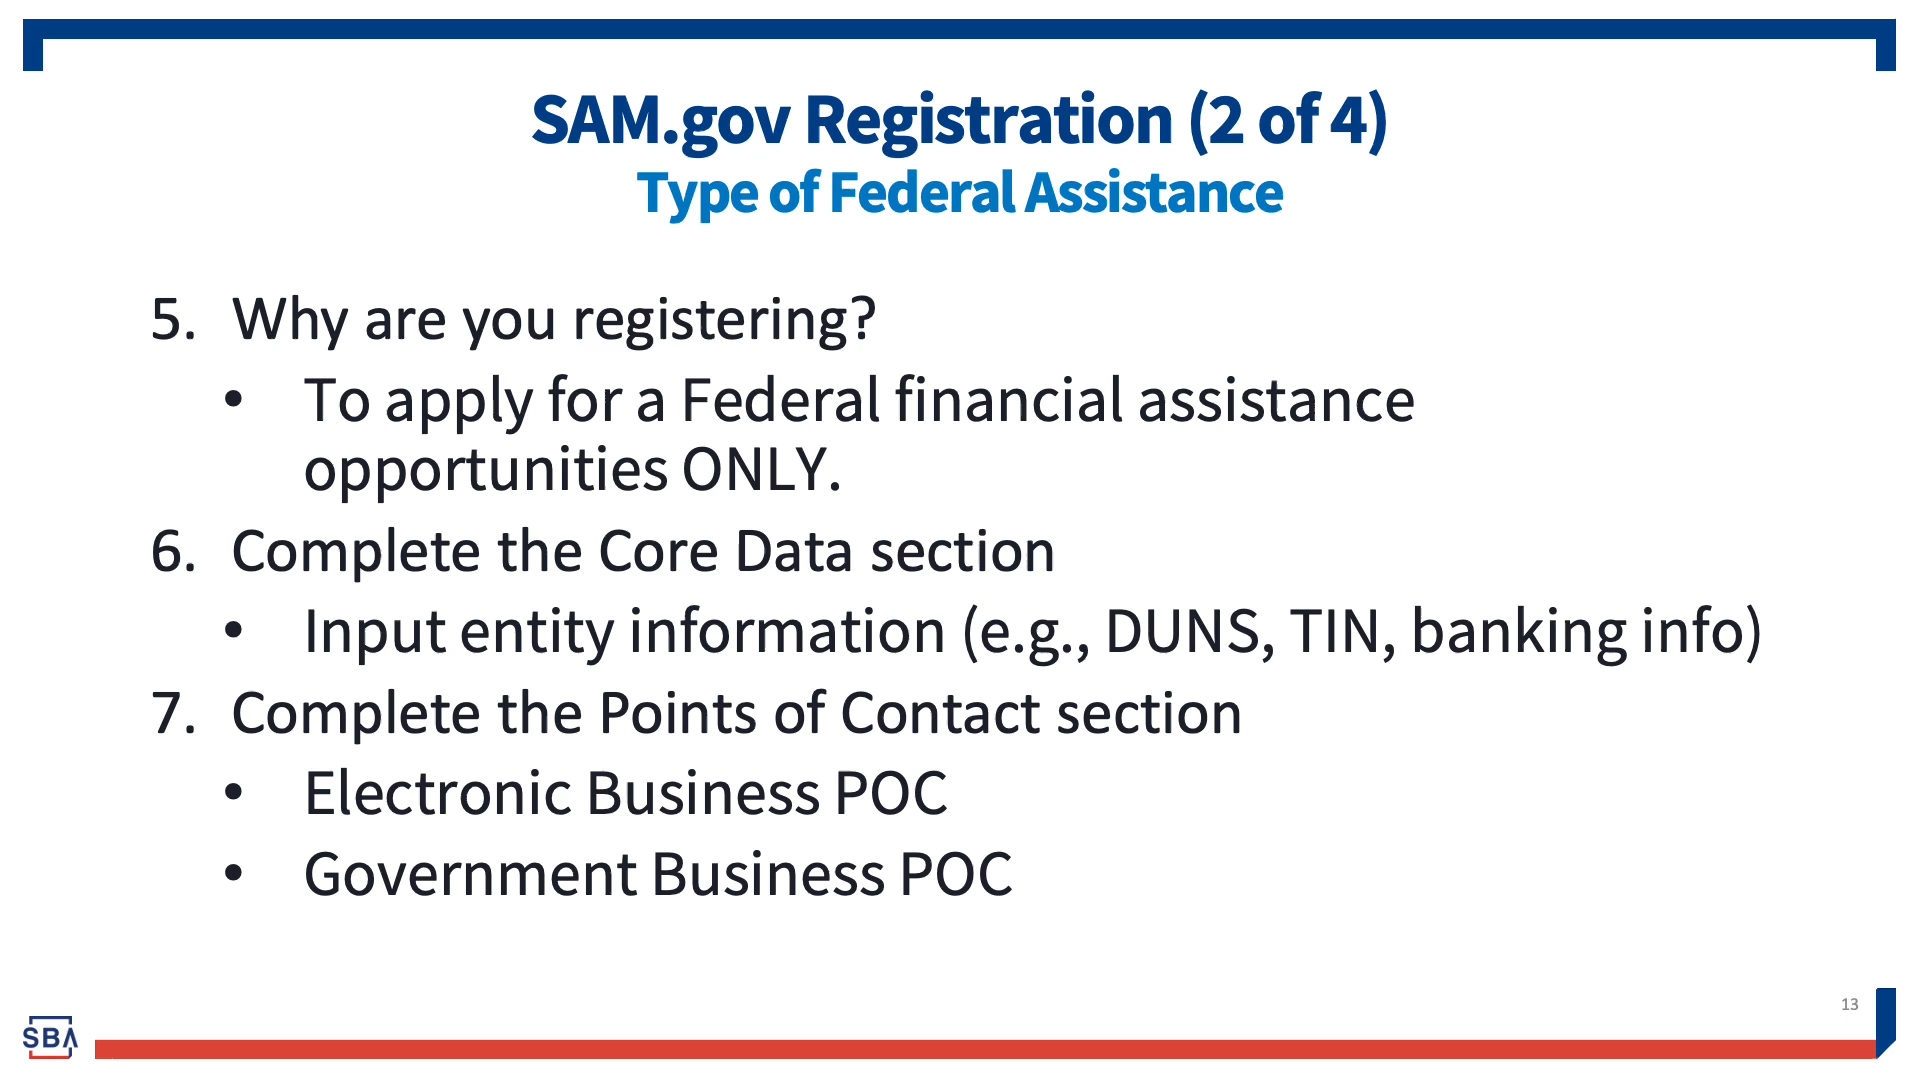 SAM.gov Registration (2 of 4)
Type of Federal Assistance
5. Why are you registering?
• To apply for a Federal financial assistance
opportunities ONLY.
6. Complete the Core Data section
• Input entity information (e.g., DUNS, TIN, banking info)
7. Complete the Points of Contact section
• Electronic Business POC
• Government Business POC
13
SBA